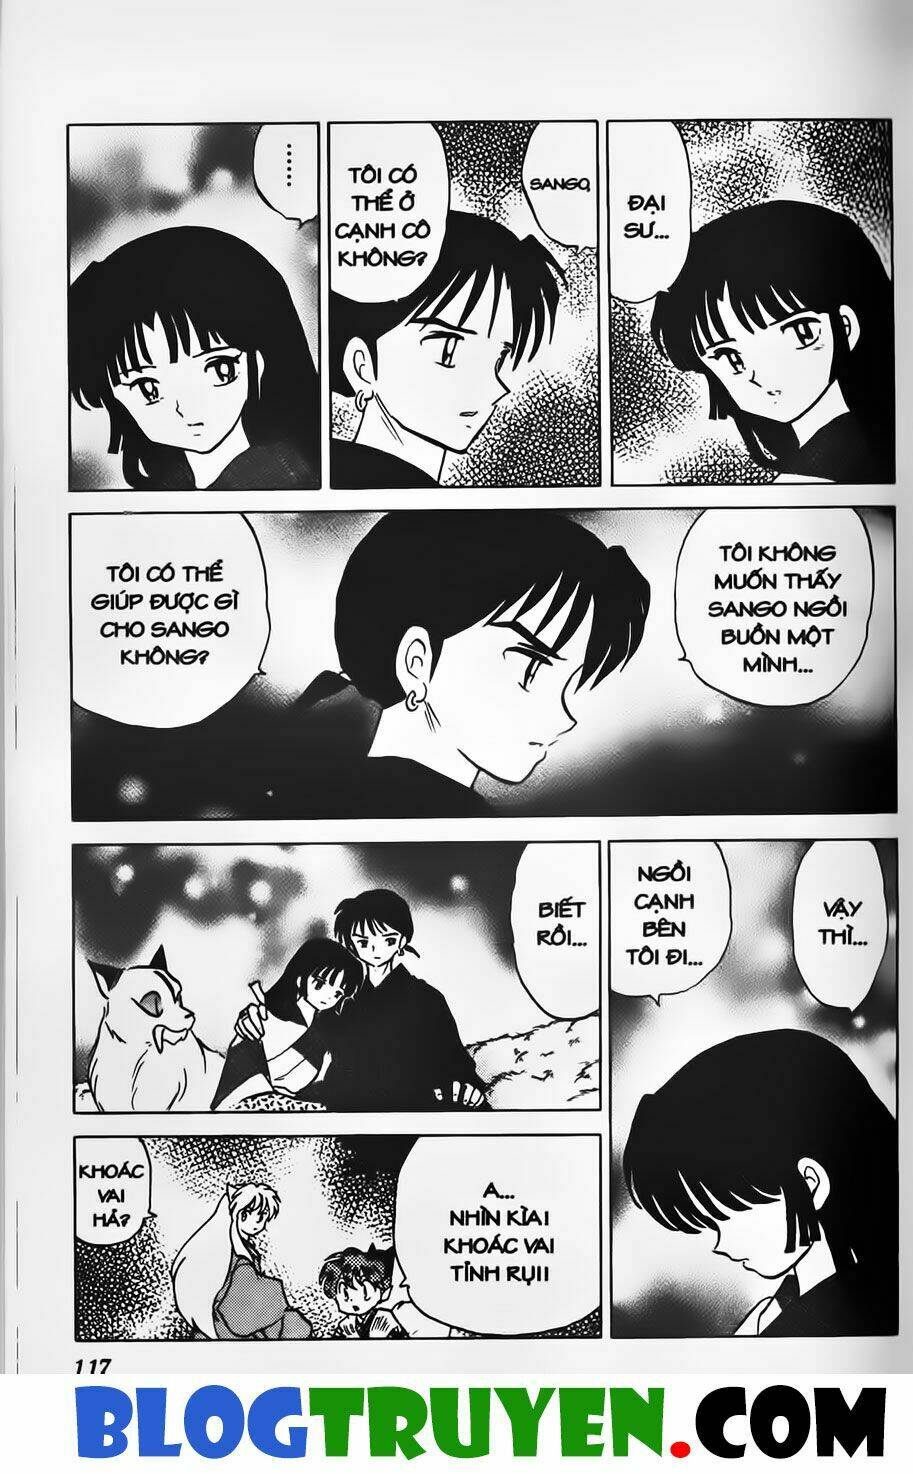 ĐẠI
SƯ...
SANGO,
TÔI CÓ
THỂ Ở
CẠNH CÔ
KHÔNG?
......
TÔI KHÔNG
MUỐN THẤY
SANGO NGỒI
BUỒN MỘT
MÌNH...
TÔI CÓ THỂ
GIÚP ĐƯỢC GÌ
CHO SANGO
KHÔNG?
VẬY
THÌ...
NGỒI
CẠNH
BÊN
TÔI ĐI...
BIẾT
RỒI...
A...
NHÌN KÌA!
KHOÁC VAI
TỈNH RỤI!
KHOÁC
VAI
HẢ?
117
BLOGTRUYEN.COM